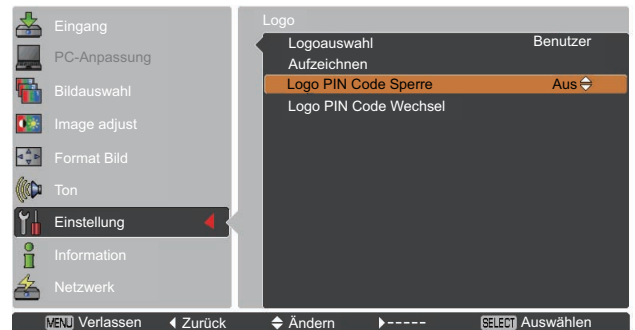 Eingang
PC-Anpassung
Bildauswahl
Image adjust
Format Bild
Ton
Einstellung
Information
Netzwerk
Logo
Logoauswahl Benutzer
Aufzeichnen
Logo PIN Code Sperre Aus
Logo PIN Code Wechsel
MENU Verlassen Zurück Ändern ----- SELECT Auswählen